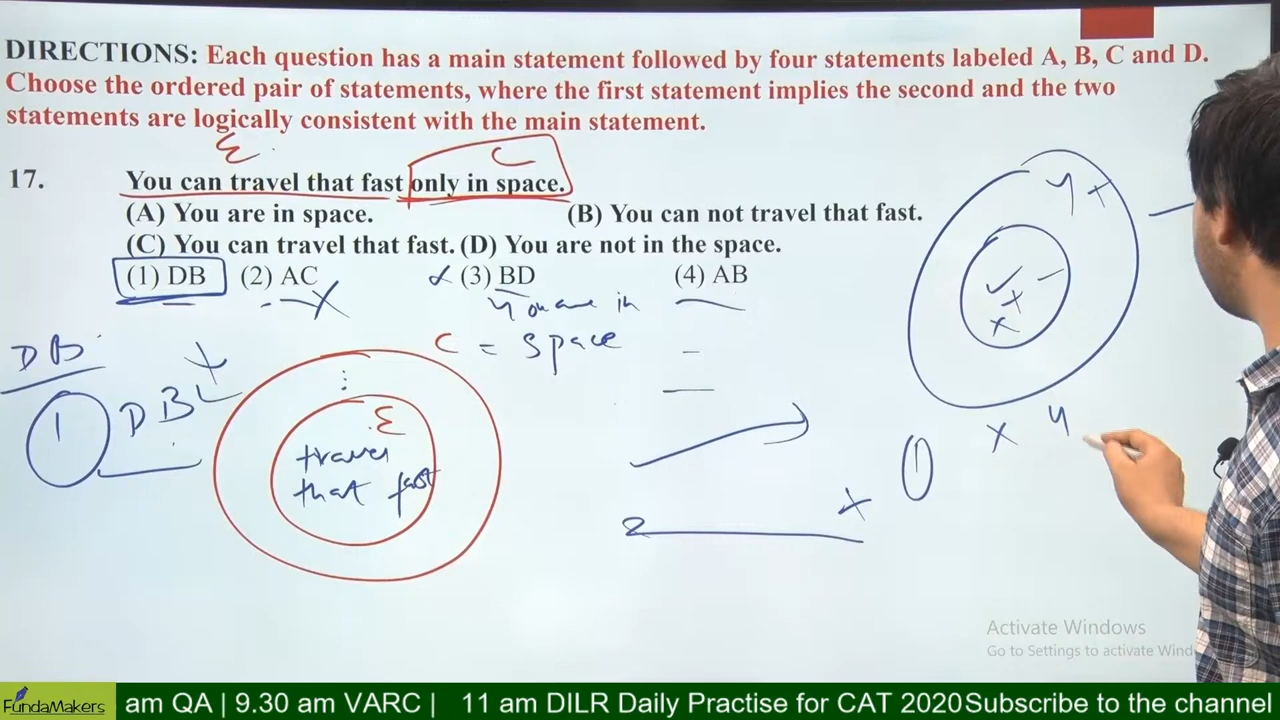 DIRECTIONS: Each question has a main statement followed by four statements labeled A, B, C and D.
Choose the ordered pair of statements, where the first statement implies the second and the two
statements are logically consistent with the main statement.
17. You can travel that fast only in space.
(A) You are in space. (B) You can not travel that fast.
(C) You can travel that fast. (D) You are not in the space.
(1) DB (2) AC (3) BD (4) AB
You are in
C = space
DB
1 DB
E
travel
that fast
C
y
x y
1
Activate Windows
Go to Settings to activate Wind
FundaMakers
am QA | 9.30 am VARC | 11 am DILR Daily Practise for CAT 2020 Subscribe to the channel